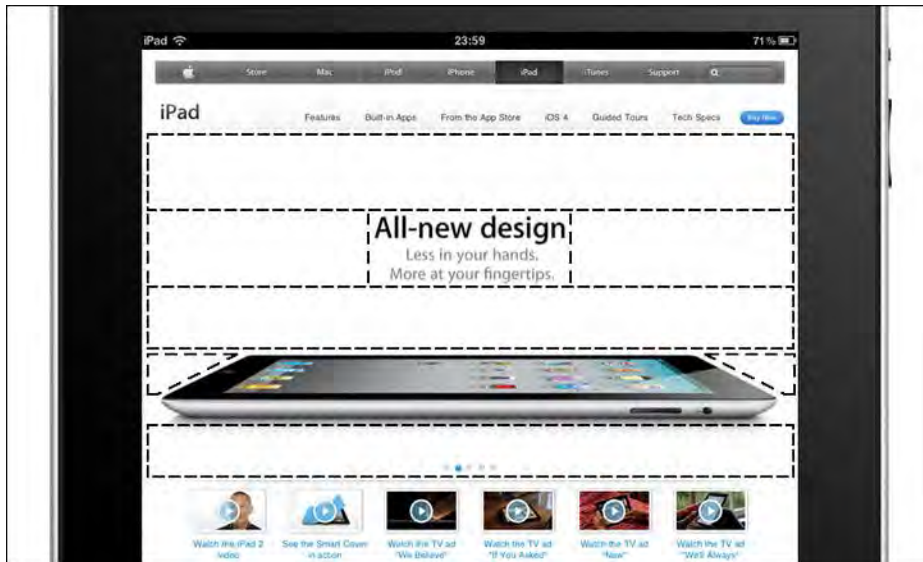 iPad 23:59 71%
Store Mac iPod iPhone iPad iTunes Support
iPad Features Built-in Apps From the App Store iOS 4 Guided Tours Tech Specs Buy Now
All-new design
Less in your hands.
More at your fingertips.
Watch the iPad 2 video
See the Smart Cover in action
Watch the TV ad "We Believe"
Watch the TV ad "If You Asked"
Watch the TV ad "Now"
Watch the TV ad "We'll Always"